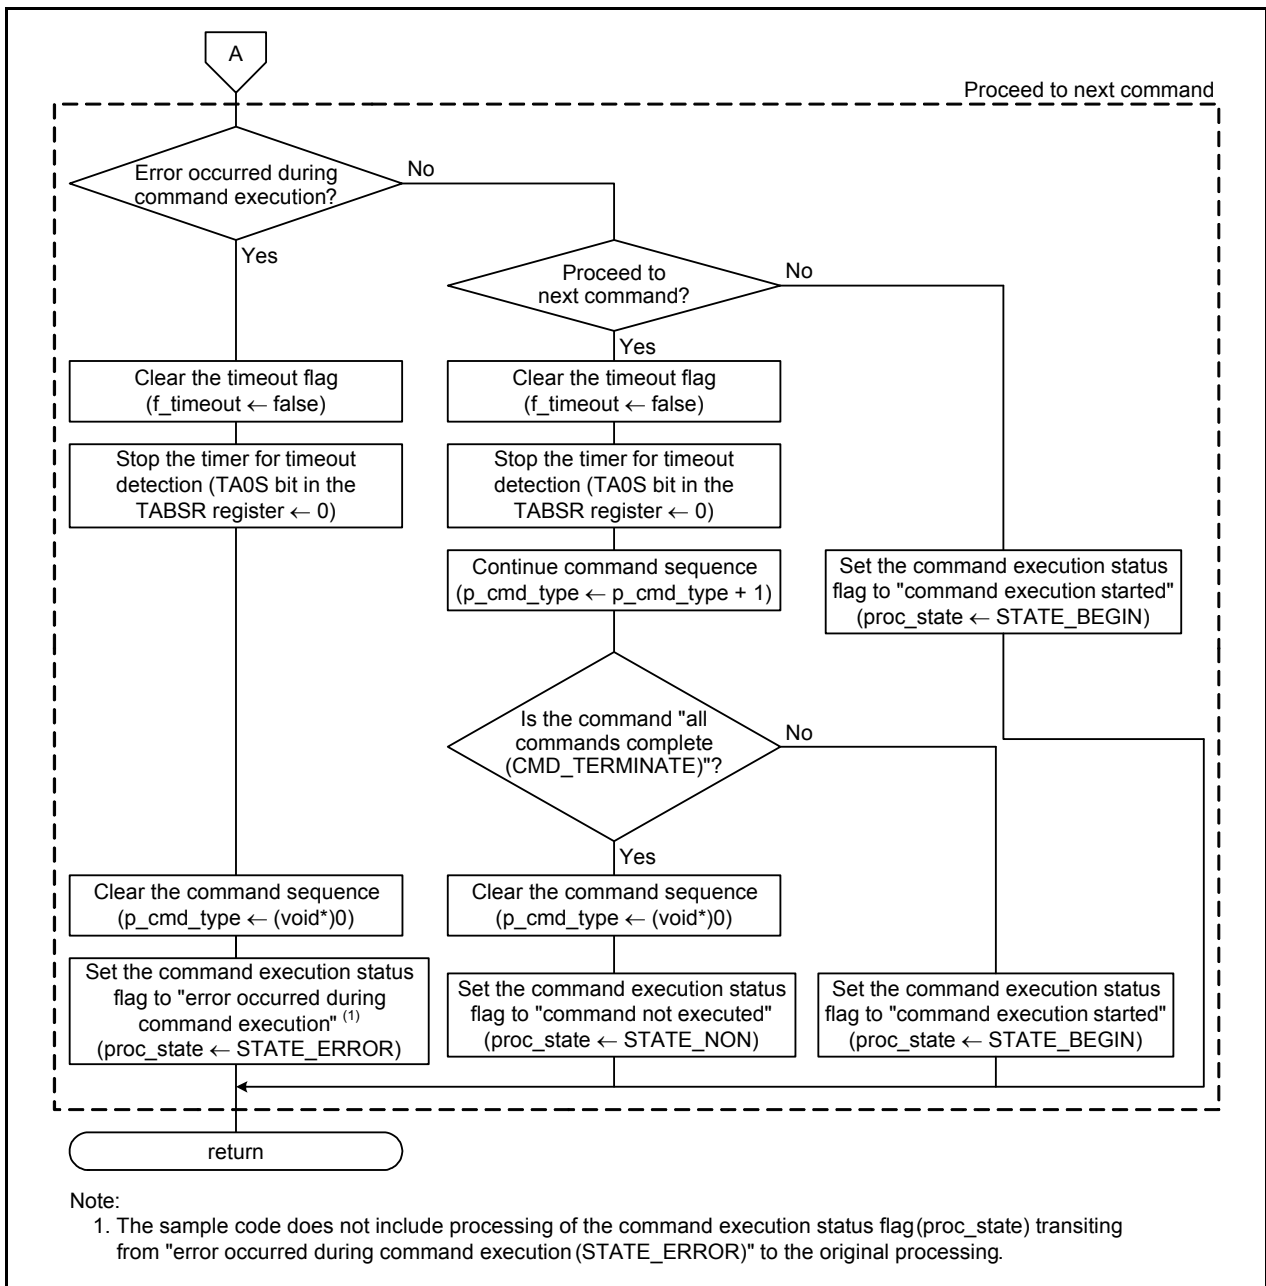 A
Proceed to next command
Error occurred during
command execution?
No
Yes
Proceed to
next command?
No
Yes
Clear the timeout flag
(f_timeout ← false)
Clear the timeout flag
(f_timeout ← false)
Stop the timer for timeout
detection (TA0S bit in the
TABSR register ← 0)
Stop the timer for timeout
detection (TA0S bit in the
TABSR register ← 0)
Continue command sequence
(p_cmd_type ← p_cmd_type + 1)
Set the command execution status
flag to "command execution started"
(proc_state ← STATE_BEGIN)
Is the command "all
commands complete
(CMD_TERMINATE)"?
No
Yes
Clear the command sequence
(p_cmd_type ← (void*)0)
Clear the command sequence
(p_cmd_type ← (void*)0)
Set the command execution status
flag to "error occurred during
command execution" (1)
(proc_state ← STATE_ERROR)
Set the command execution status
flag to "command not executed"
(proc_state ← STATE_NON)
Set the command execution status
flag to "command execution started"
(proc_state ← STATE_BEGIN)
return
Note:
1. The sample code does not include processing of the command execution status flag (proc_state) transiting
from "error occurred during command execution (STATE_ERROR)" to the original processing.